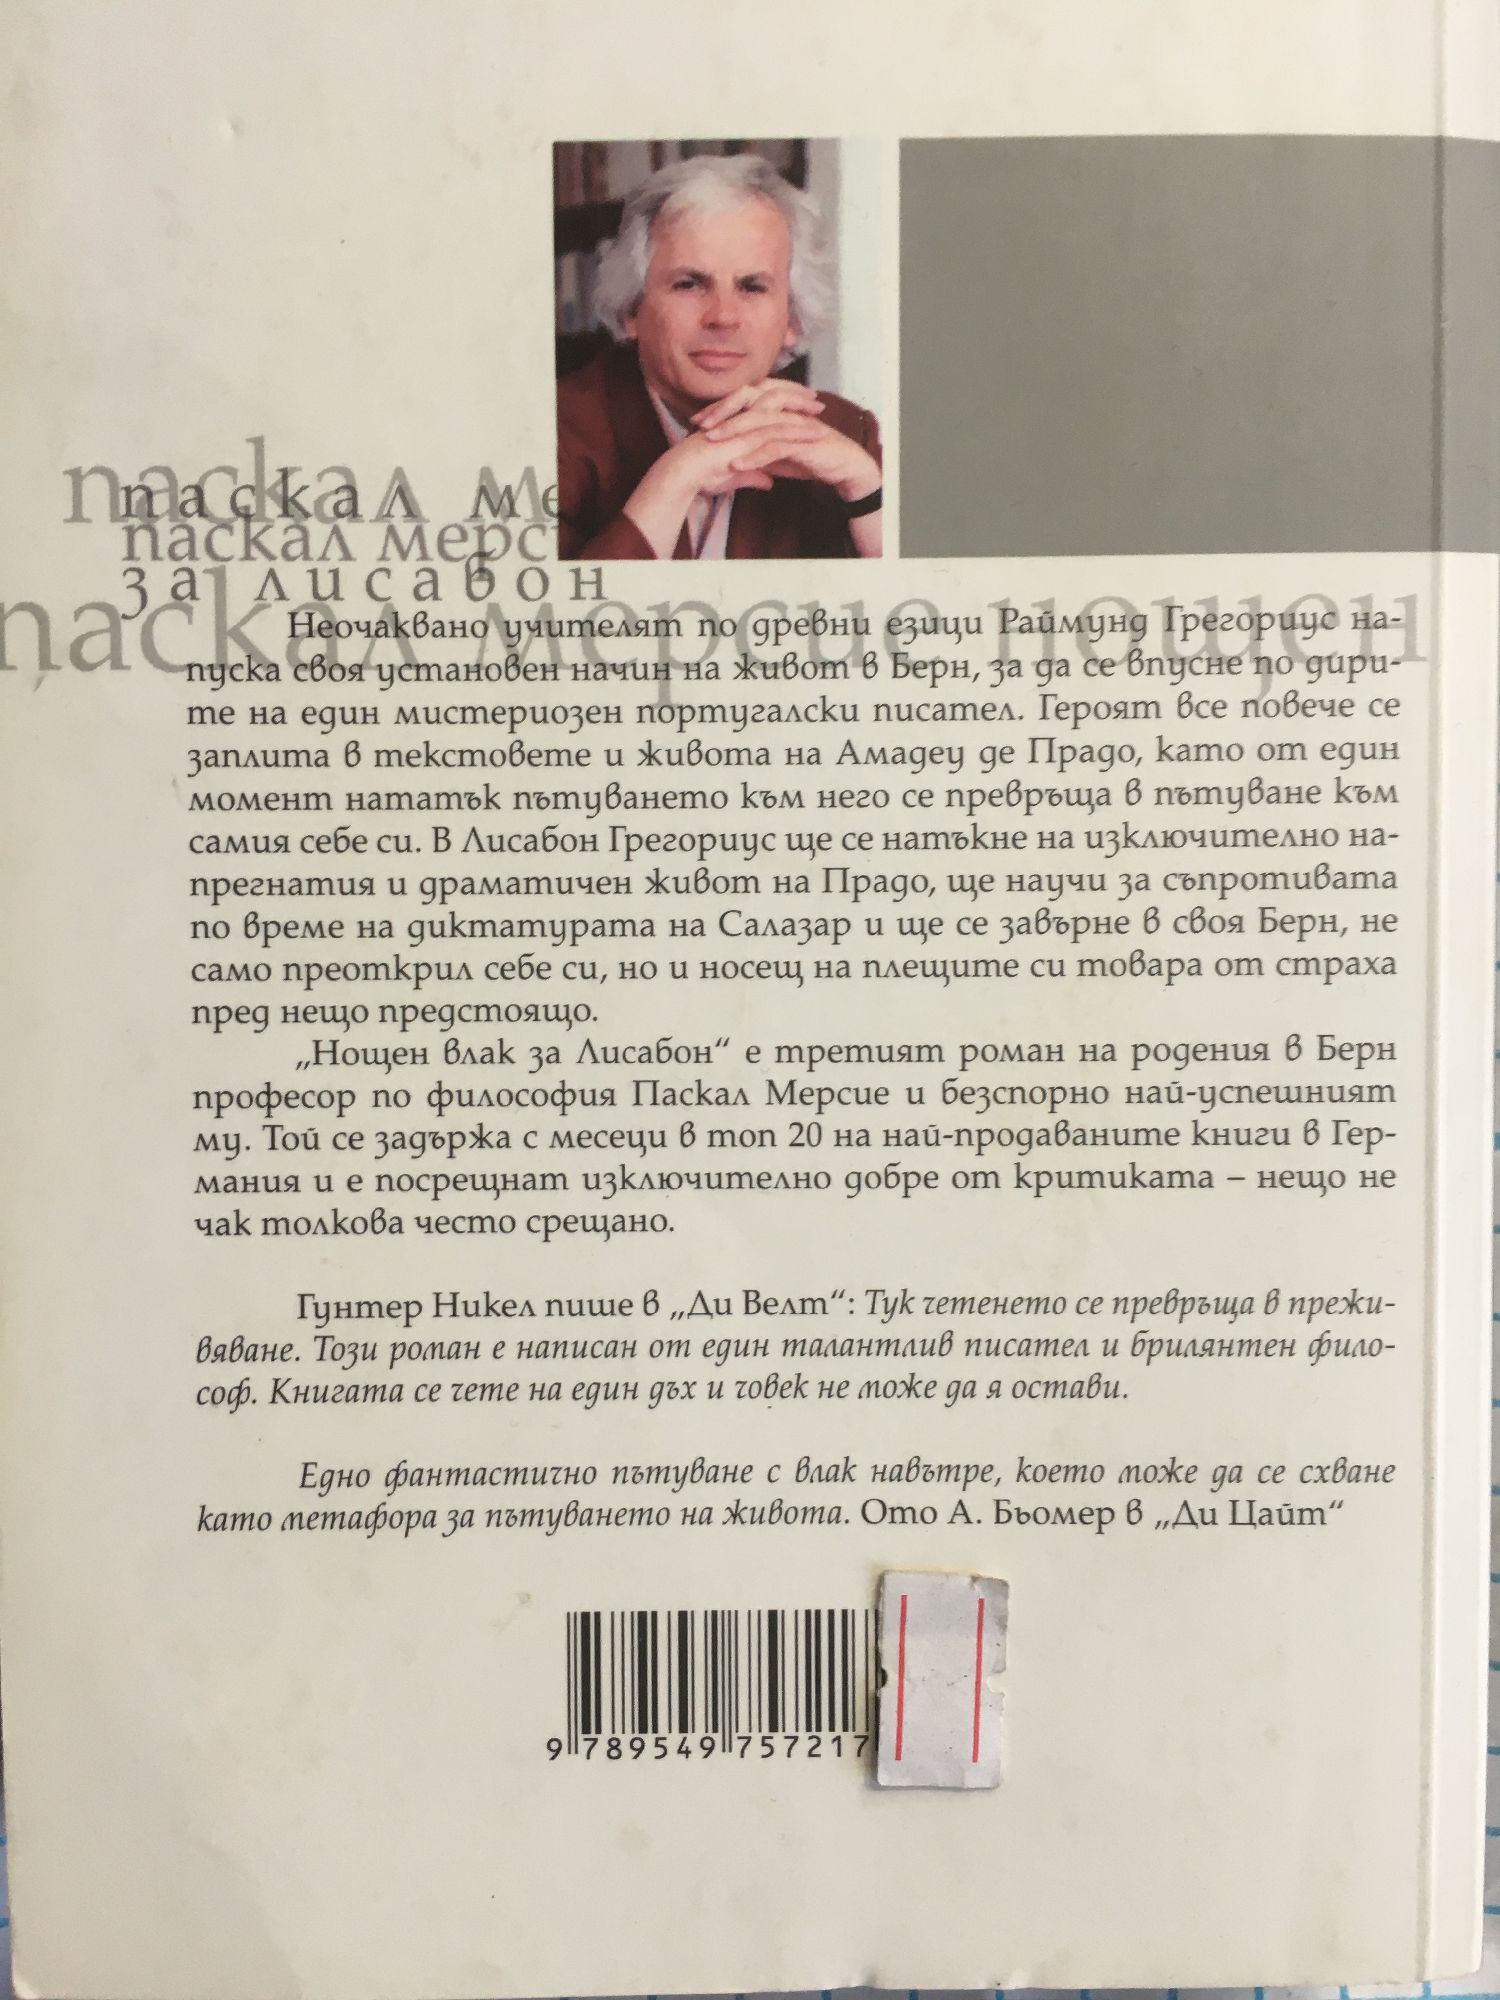 паскал ме
паскал ме
паскал мерс
за лисабон
паскал мерсие нощен
Неочаквано учителят по древни езици Раймунд Грегориус на-
пуска своя установен начин на живот в Берн, за да се впусне по дири-
те на един мистериозен португалски писател. Героят все повече се
заплита в текстовете и живота на Амадеу де Прадо, като от един
момент нататък пътуването към него се превръща в пътуване към
самия себе си. В Лисабон Грегориус ще се натъкне на изключително на-
прегнатия и драматичен живот на Прадо, ще научи за съпротивата
по време на диктатурата на Салазар и ще се завърне в своя Берн, не
само преоткрил себе си, но и носещ на плещите си товара от страха
пред нещо предстоящо.
„Нощен влак за Лисабон“ е третият роман на родения в Берн
професор по философия Паскал Мерсие и безспорно най-успешният
му. Той се задържа с месеци в топ 20 на най-продаваните книги в Гер-
мания и е посрещнат изключително добре от критиката – нещо не
чак толкова често срещано.
Гунтер Никел пише в „Ди Велт“: Тук четенето се превръща в прежи-
вяване. Този роман е написан от един талантлив писател и брилянтен фило-
соф. Книгата се чете на един дъх и човек не може да я остави.
Едно фантастично пътуване с влак навътре, което може да се схване
като метафора за пътуването на живота. Ото А. Бьомер в „Ди Цайт“
9 789549 757217